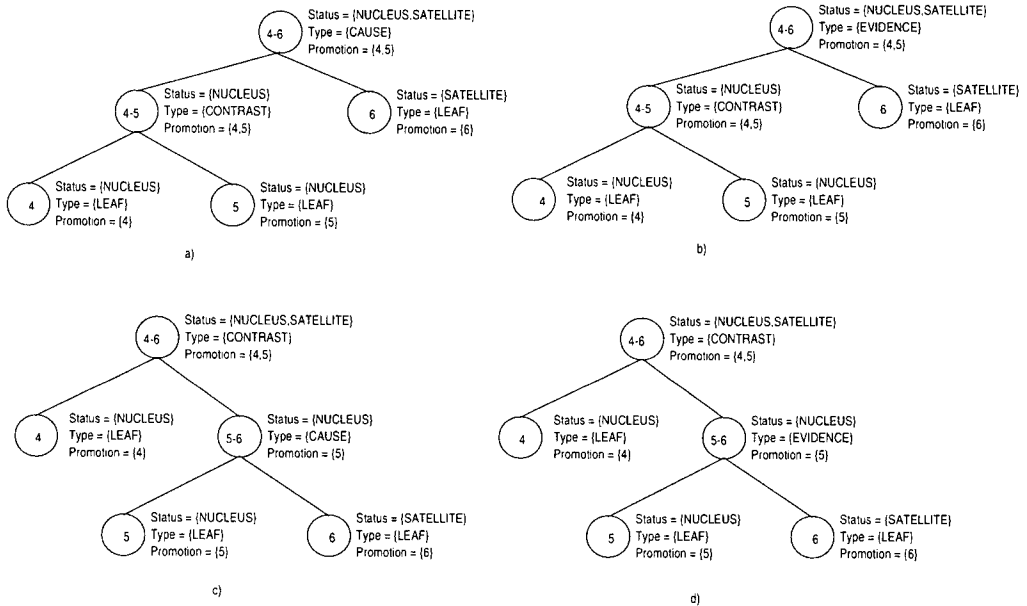 Status = {NUCLEUS,SATELLITE}
4-6 Type = {CAUSE}
Promotion = {4,5}
Status = {NUCLEUS}
4-5 Type = {CONTRAST}
Promotion = {4,5}
Status = {SATELLITE}
6 Type = {LEAF}
Promotion = {6}
Status = {NUCLEUS}
4 Type = {LEAF}
Promotion = {4}
Status = {NUCLEUS}
5 Type = {LEAF}
Promotion = {5}
a)
Status = {NUCLEUS,SATELLITE}
4-6 Type = {EVIDENCE}
Promotion = {4,5}
Status = {NUCLEUS}
4-5 Type = {CONTRAST}
Promotion = {4,5}
Status = {SATELLITE}
6 Type = {LEAF}
Promotion = {6}
Status = {NUCLEUS}
4 Type = {LEAF}
Promotion = {4}
Status = {NUCLEUS}
5 Type = {LEAF}
Promotion = {5}
b)
Status = {NUCLEUS,SATELLITE}
4-6 Type = {CONTRAST}
Promotion = {4,5}
Status = {NUCLEUS}
4 Type = {LEAF}
Promotion = {4}
Status = {NUCLEUS}
5-6 Type = {CAUSE}
Promotion = {5}
Status = {NUCLEUS}
5 Type = {LEAF}
Promotion = {5}
Status = {SATELLITE}
6 Type = {LEAF}
Promotion = {6}
c)
Status = {NUCLEUS,SATELLITE}
4-6 Type = {CONTRAST}
Promotion = {4,5}
Status = {NUCLEUS}
4 Type = {LEAF}
Promotion = {4}
Status = {NUCLEUS}
5-6 Type = {EVIDENCE}
Promotion = {5}
Status = {NUCLEUS}
5 Type = {LEAF}
Promotion = {5}
Status = {SATELLITE}
6 Type = {LEAF}
Promotion = {6}
d)